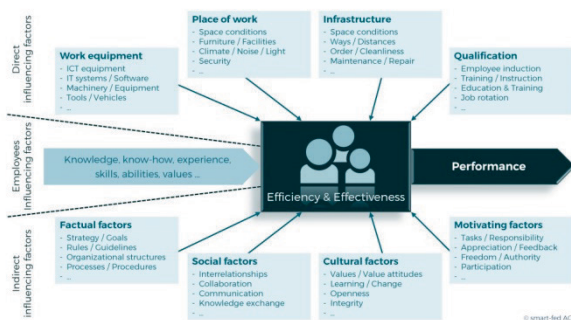 Direct
influencing factors
Work equipment
- ICT equipment
- IT systems / Software
- Machinery / Equipment
- Tools / Vehicles
- ...
Place of work
- Space conditions
- Furniture / Facilities
- Climate / Noise / Light
- Security
- ...
Infrastructure
- Space conditions
- Ways / Distances
- Order / Cleanliness
- Maintenance / Repair
- ...
Qualification
- Employee induction
- Training / Instruction
- Education & Training
- Job rotation
- ...
Employees
Influencing factors
Knowledge, know-how, experience,
skills, abilities, values ...
Efficiency & Effectiveness
Performance
Indirect
influencing factors
Factual factors
- Strategy / Goals
- Rules / Guidelines
- Organizational structures
- Processes / Procedures
- ...
Social factors
- Interrelationships
- Collaboration
- Communication
- Knowledge exchange
- ...
Cultural factors
- Values / Value attitudes
- Learning / Change
- Openness
- Integrity
- ...
Motivating factors
- Tasks / Responsibility
- Appreciation / Feedback
- Freedom / Authority
- Participation
- ...
© smart-fed AG